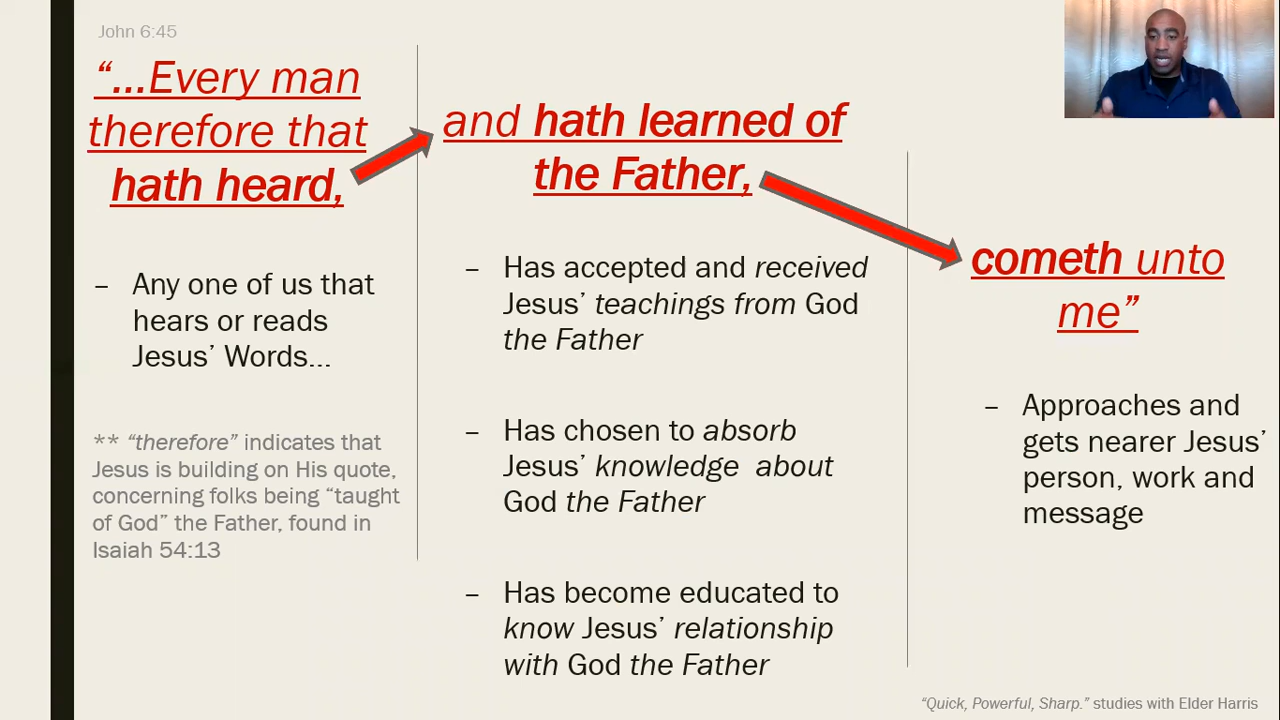 John 6:45
“...Every man
therefore that
hath heard,
– Any one of us that
hears or reads
Jesus’ Words...
** “therefore” indicates that
Jesus is building on His quote,
concerning folks being “taught
of God” the Father, found in
Isaiah 54:13
and hath learned of
the Father,
– Has accepted and received
Jesus’ teachings from God
the Father
– Has chosen to absorb
Jesus’ knowledge about
God the Father
– Has become educated to
know Jesus’ relationship
with God the Father
cometh unto
me”
– Approaches and
gets nearer Jesus’
person, work and
message
“Quick, Powerful, Sharp.” studies with Elder Harris